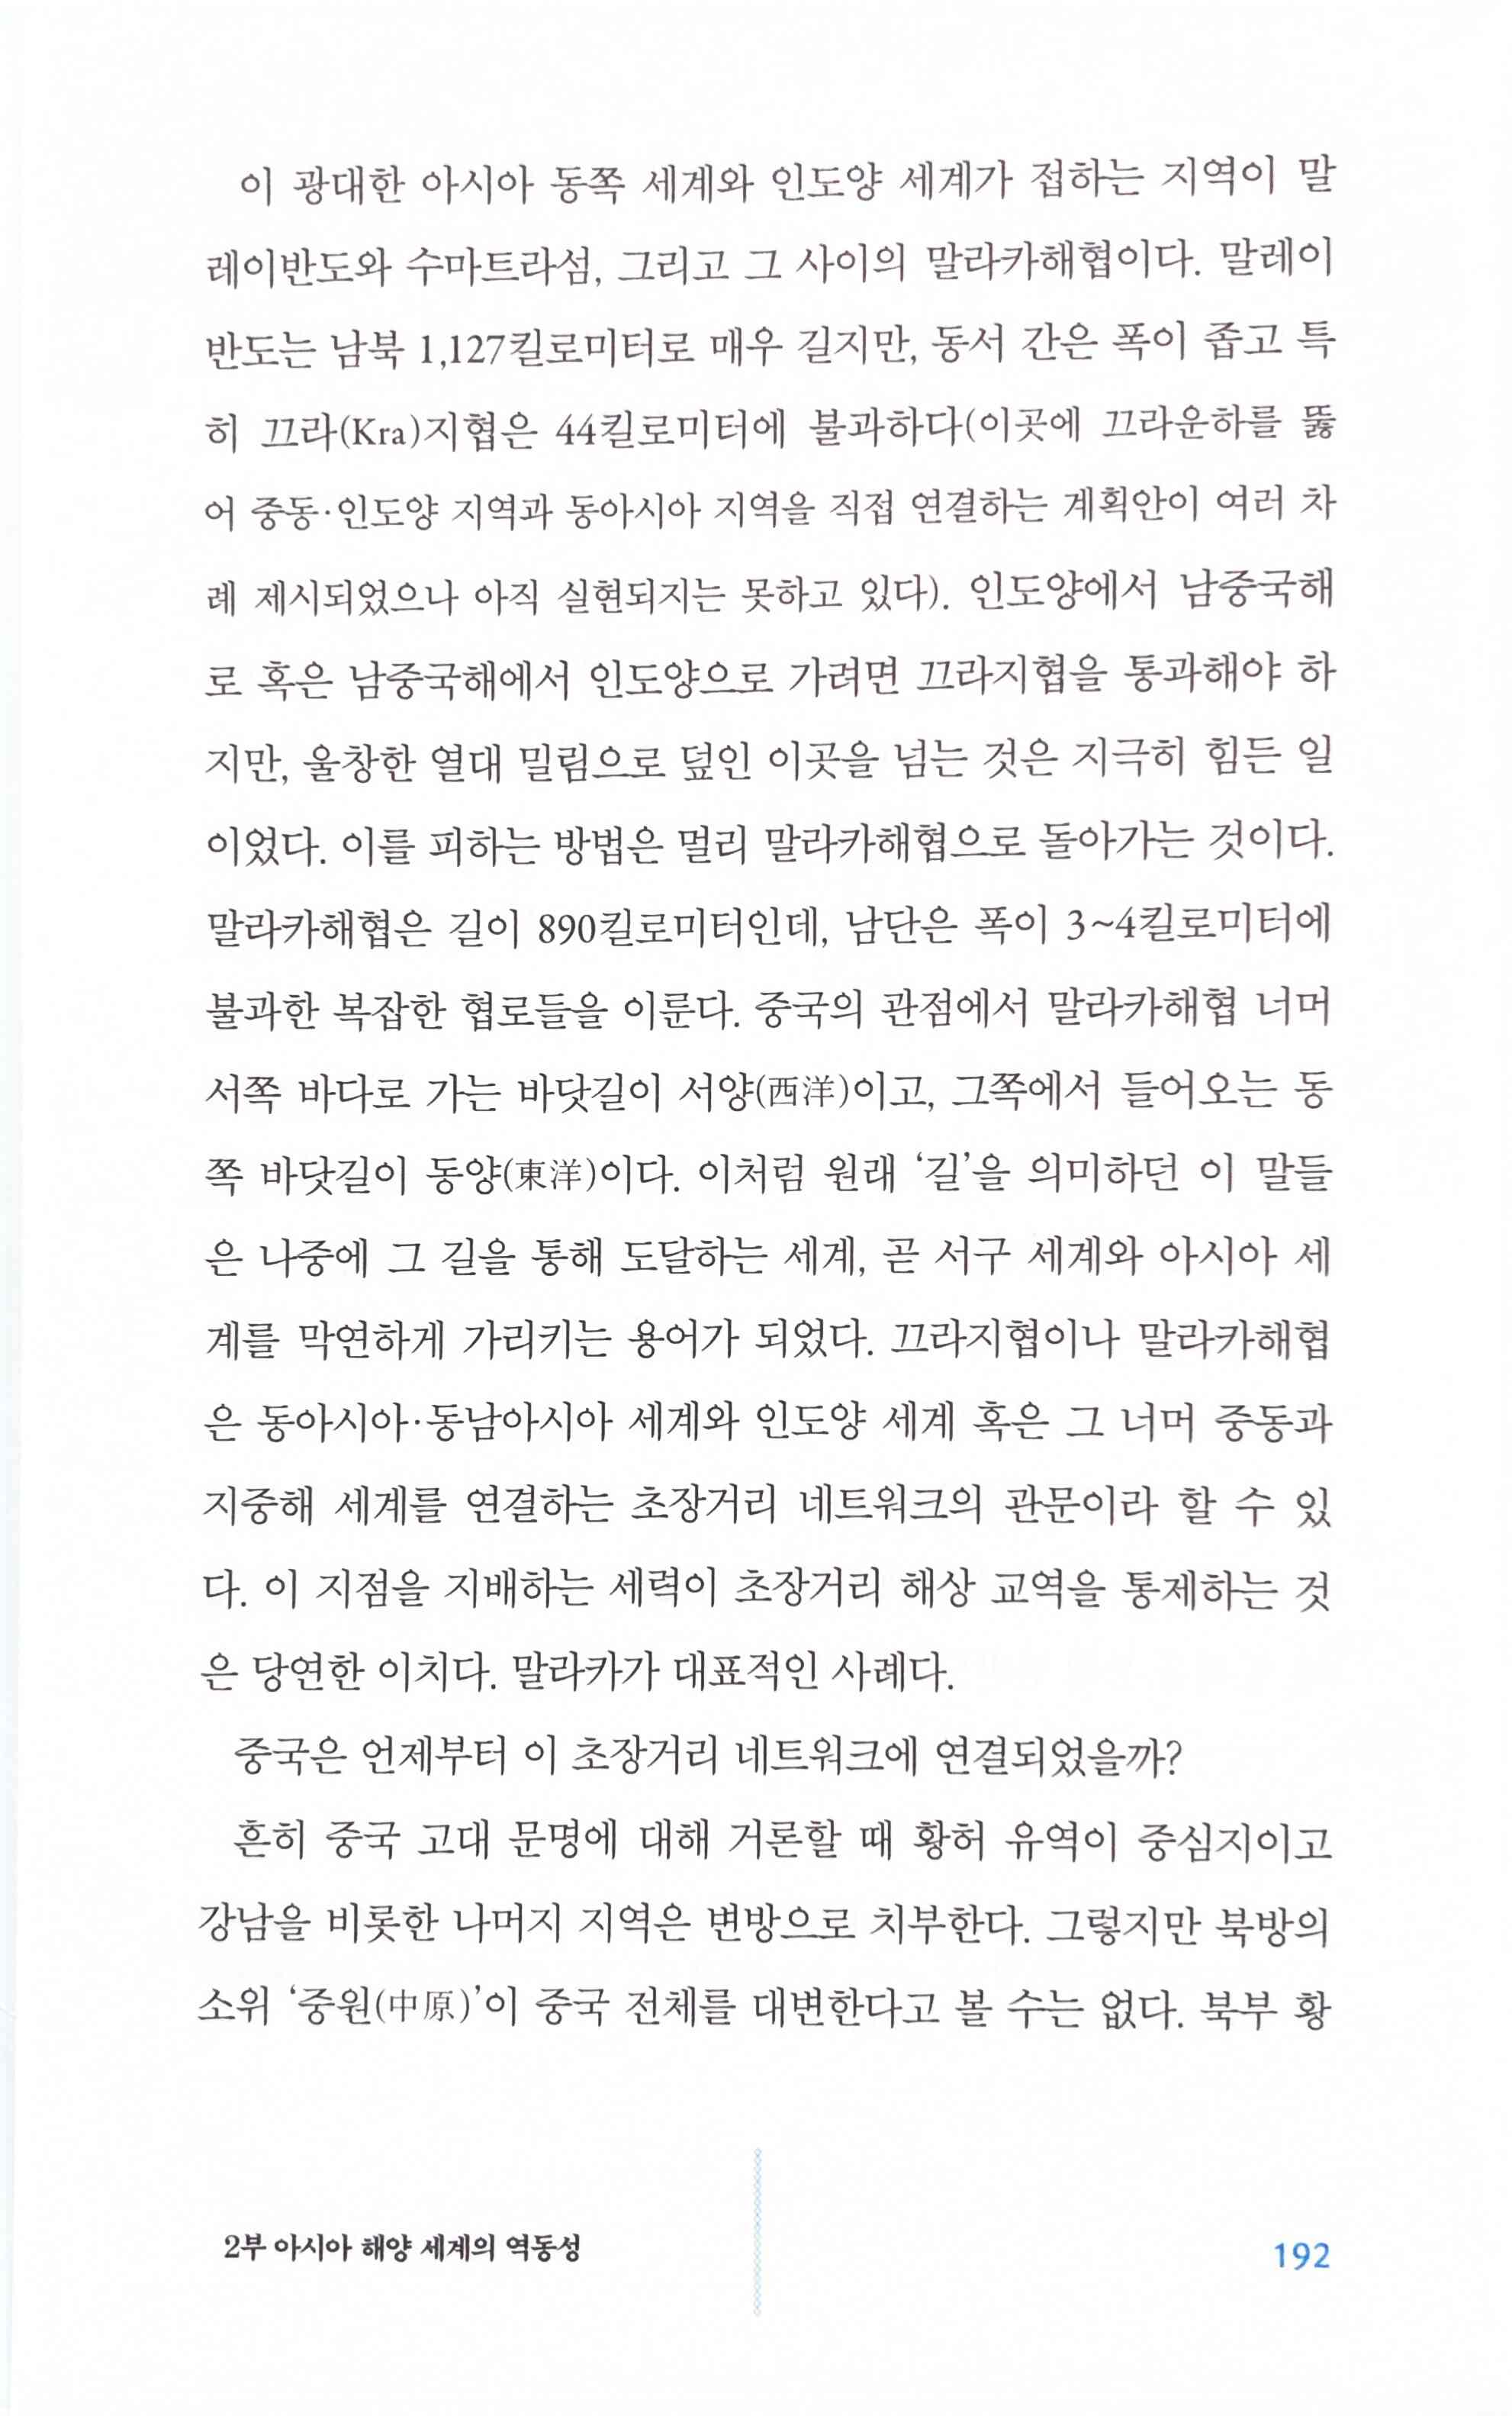 이 광대한 아시아 동쪽 세계와 인도양 세계가 접하는 지역이 말
레이반도와 수마트라섬, 그리고 그 사이의 말라카해협이다. 말레이
반도는 남북 1,127킬로미터로 매우 길지만, 동서 간은 폭이 좁고 특
히 끄라(Kra)지협은 44킬로미터에 불과하다(이곳에 끄라운하를 뚫
어 중동·인도양 지역과 동아시아 지역을 직접 연결하는 계획안이 여러 차
례 제시되었으나 아직 실현되지는 못하고 있다). 인도양에서 남중국해
로 혹은 남중국해에서 인도양으로 가려면 끄라지협을 통과해야 하
지만, 울창한 열대 밀림으로 덮인 이곳을 넘는 것은 지극히 힘든 일
이었다. 이를 피하는 방법은 멀리 말라카해협으로 돌아가는 것이다.
말라카해협은 길이 890킬로미터인데, 남단은 폭이 3~4킬로미터에
불과한 복잡한 협로들을 이룬다. 중국의 관점에서 말라카해협 너머
서쪽 바다로 가는 바닷길이 서양(西洋)이고, 그쪽에서 들어오는 동
쪽 바닷길이 동양(東洋)이다. 이처럼 원래 ‘길’을 의미하던 이 말들
은 나중에 그 길을 통해 도달하는 세계, 곧 서구 세계와 아시아 세
계를 막연하게 가리키는 용어가 되었다. 끄라지협이나 말라카해협
은 동아시아·동남아시아 세계와 인도양 세계 혹은 그 너머 중동과
지중해 세계를 연결하는 초장거리 네트워크의 관문이라 할 수 있
다. 이 지점을 지배하는 세력이 초장거리 해상 교역을 통제하는 것
은 당연한 이치다. 말라카가 대표적인 사례다.
중국은 언제부터 이 초장거리 네트워크에 연결되었을까?
흔히 중국 고대 문명에 대해 거론할 때 황허 유역이 중심지이고
강남을 비롯한 나머지 지역은 변방으로 치부한다. 그렇지만 북방의
소위 ‘중원(中原)’이 중국 전체를 대변한다고 볼 수는 없다. 북부 황
2부 아시아 해양 세계의 역동성
192